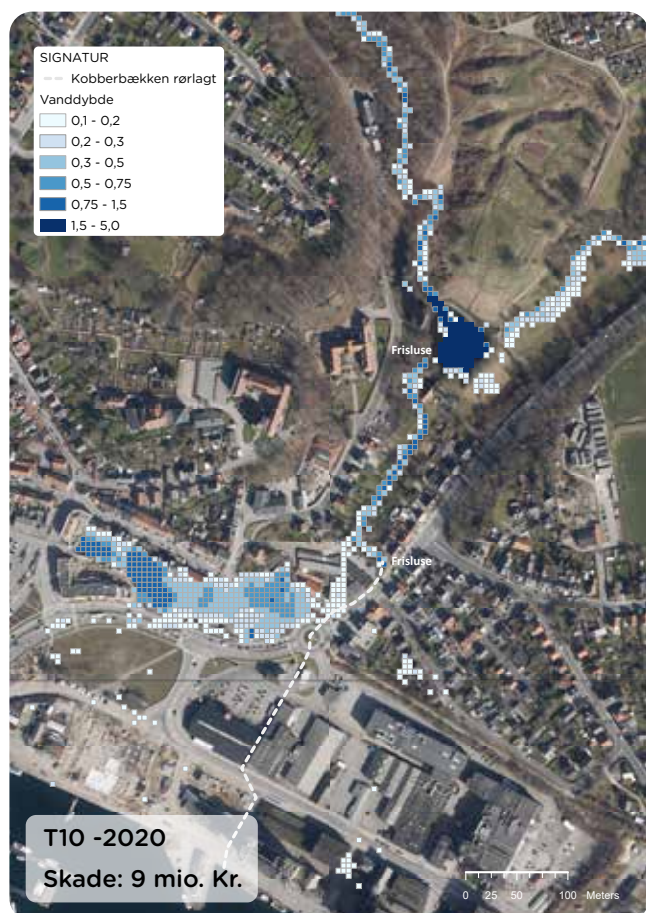 SIGNATUR
Kobberbækken rørlagt
Vanddybde
0,1 - 0,2
0,2 - 0,3
0,3 - 0,5
0,5 - 0,75
0,75 - 1,5
1,5 - 5,0
Frisluse
Frisluse
T10 -2020
Skade: 9 mio. Kr.
0 25 50 100 Meters